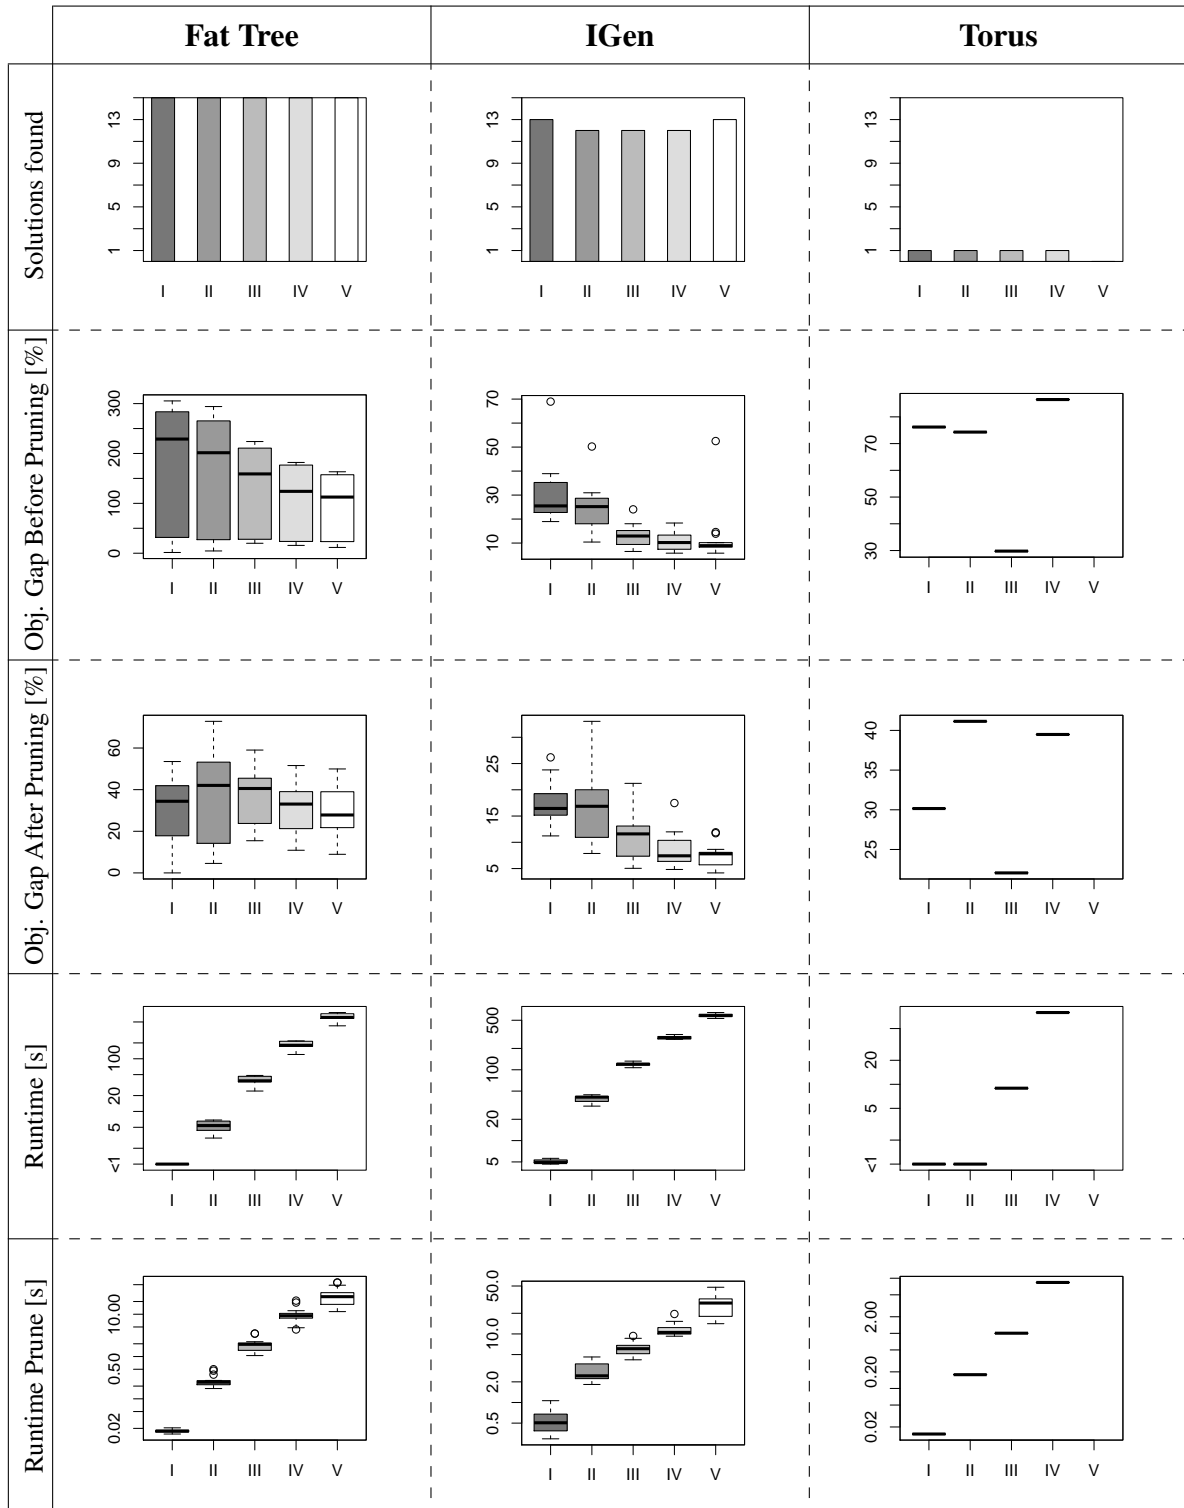 Fat Tree IGen Torus
Solutions found
1 5 9 13
I II III IV V
1 5 9 13
I II III IV V
1 5 9 13
I II III IV V
Obj. Gap Before Pruning [%]
0 100 200 300
I II III IV V
10 30 50 70
I II III IV V
30 50 70
I II III IV V
Obj. Gap After Pruning [%]
0 20 40 60
I II III IV V
5 15 25
I II III IV V
25 30 35 40
I II III IV V
Runtime [s]
<1 5 20 100
I II III IV V
5 20 100 500
I II III IV V
<1 5 20
I II III IV V
Runtime Prune [s]
0.02 0.50 10.00
I II III IV V
0.5 2.0 10.0 50.0
I II III IV V
0.02 0.20 2.00
I II III IV V